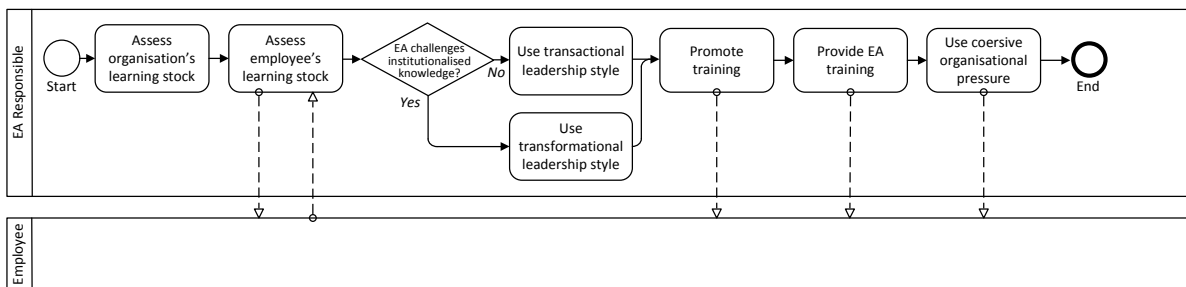 EA Responsible
Start
Assess
organisation's
learning stock
Assess
employee's
learning stock
EA challenges
institutionalised
knowledge?
No
Yes
Use transactional
leadership style
Use
transformational
leadership style
Promote
training
Provide EA
training
Use coersive
organisational
pressure
End
Employee